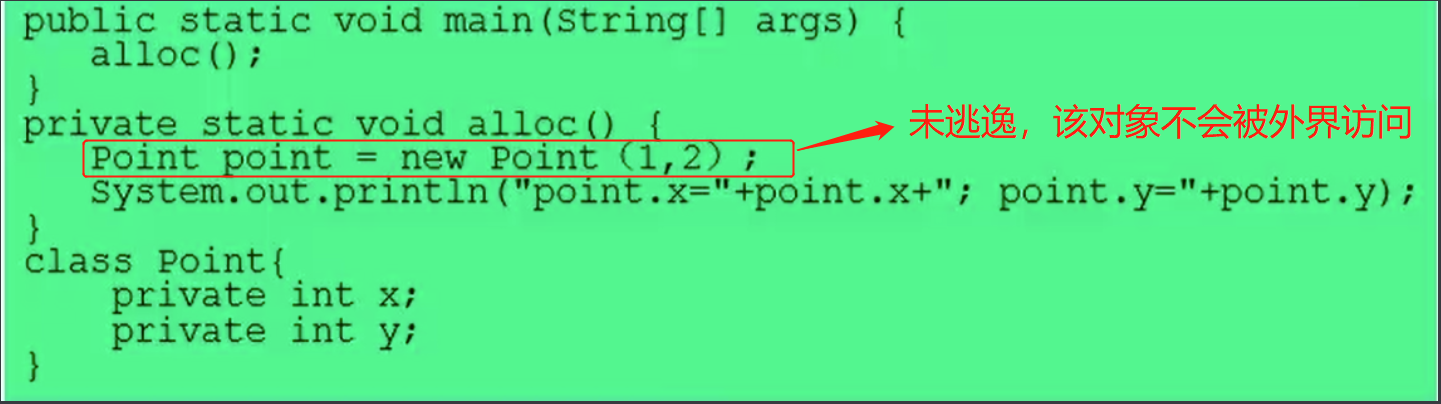 public static void main(String[] args) {
alloc();
}
private static void alloc() {
Point point = new Point (1,2) ;
未逃逸，该对象不会被外界访问
System.out.println("point.x="+point.x+"; point.y="+point.y);
}
class Point{
private int x;
private int y;
}